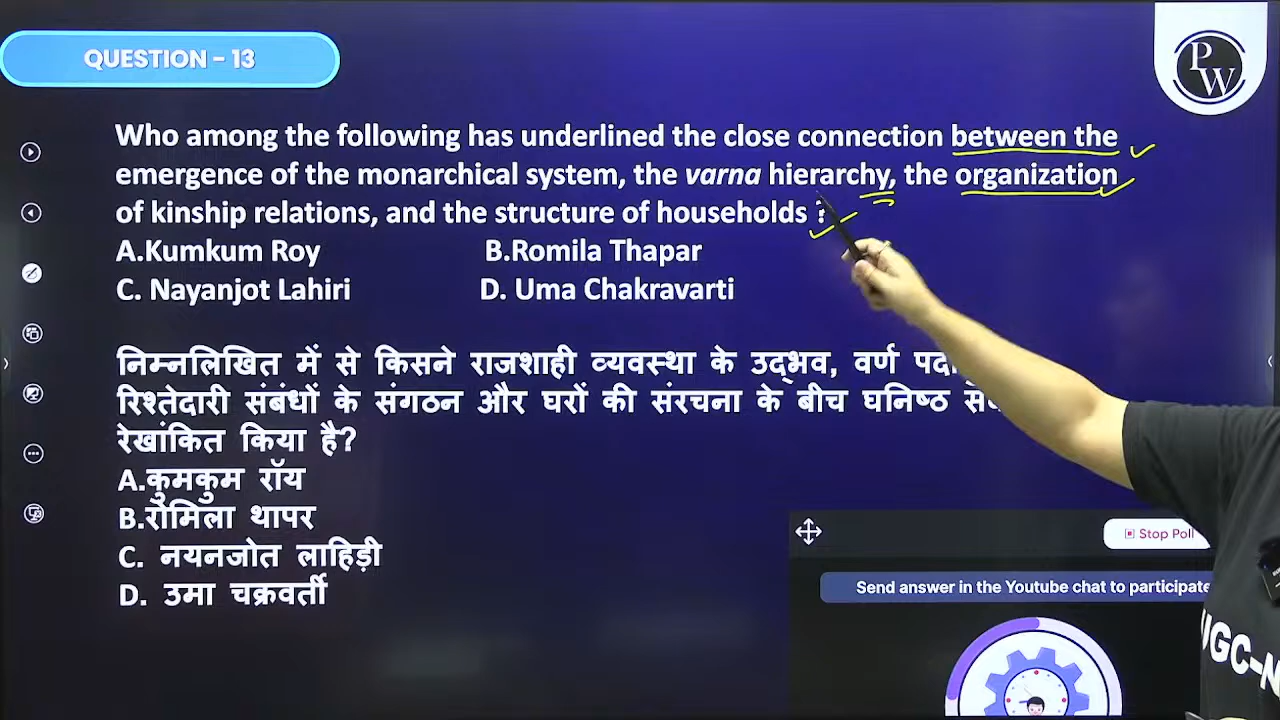 QUESTION - 13
PW
Who among the following has underlined the close connection between the
emergence of the monarchical system, the varna hierarchy, the organization
of kinship relations, and the structure of households ?
A.Kumkum Roy B.Romila Thapar
C. Nayanjot Lahiri D. Uma Chakravarti
निम्नलिखित में से किसने राजशाही व्यवस्था के उद्भव, वर्ण
रिश्तेदारी संबंधों के संगठन और घरों की संरचना के बीच घनिष्ठ
रेखांकित किया है?
A.कुमकुम रॉय
B.रोमिला थापर
C. नयनजोत लाहिड़ी
D. उमा चक्रवर्ती
Stop Poll
Send answer in the Youtube chat to participate